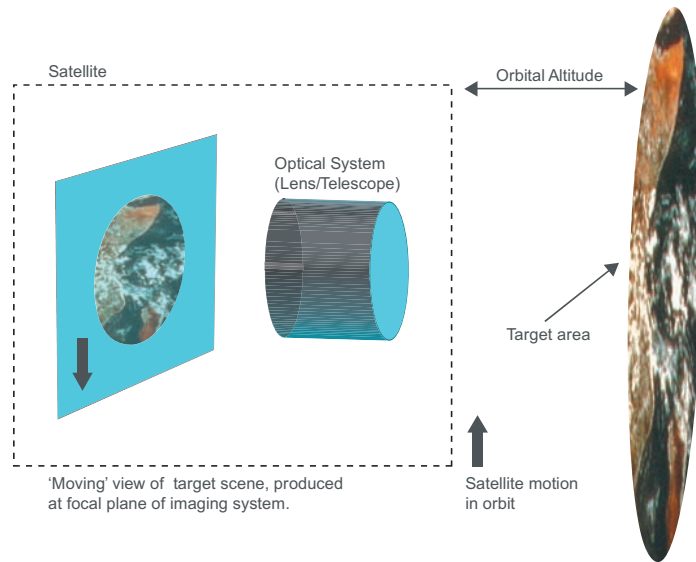 Satellite
Orbital Altitude
Optical System
(Lens/Telescope)
Target area
‘Moving’ view of target scene, produced
at focal plane of imaging system.
Satellite motion
in orbit